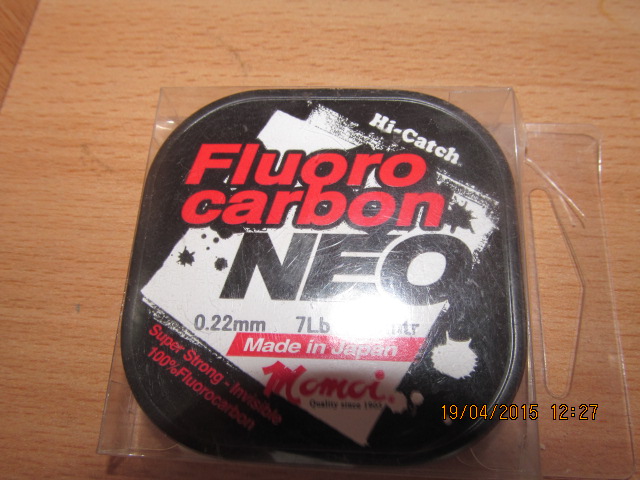 Hi-Catch
Fluoro
carbon
NEO
0.22mm 7Lb
Made in Japan
Momoi
Quality since 1905
Super Strong - Invisible
100%Fluorocarbon
19/04/2015 12:27